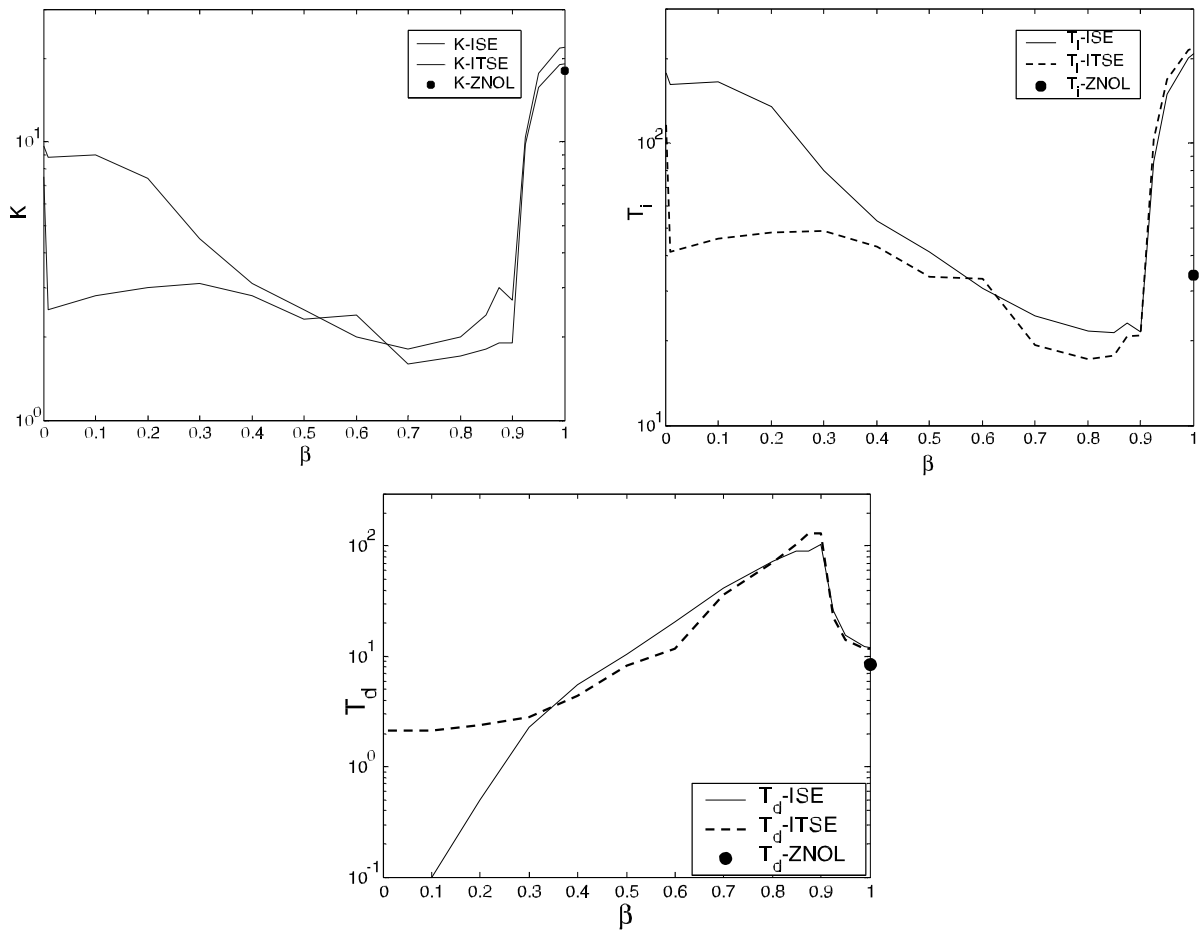 K-ISE
K-ITSE
K-ZNOL
10^1
10^0
K
0 0.1 0.2 0.3 0.4 0.5 0.6 0.7 0.8 0.9 1
β
T_i-ISE
T_i-ITSE
T_i-ZNOL
10^2
10^1
T_i
0 0.1 0.2 0.3 0.4 0.5 0.6 0.7 0.8 0.9 1
β
10^2
10^1
10^0
10^-1
T_d
T_d-ISE
T_d-ITSE
T_d-ZNOL
0 0.1 0.2 0.3 0.4 0.5 0.6 0.7 0.8 0.9 1
β